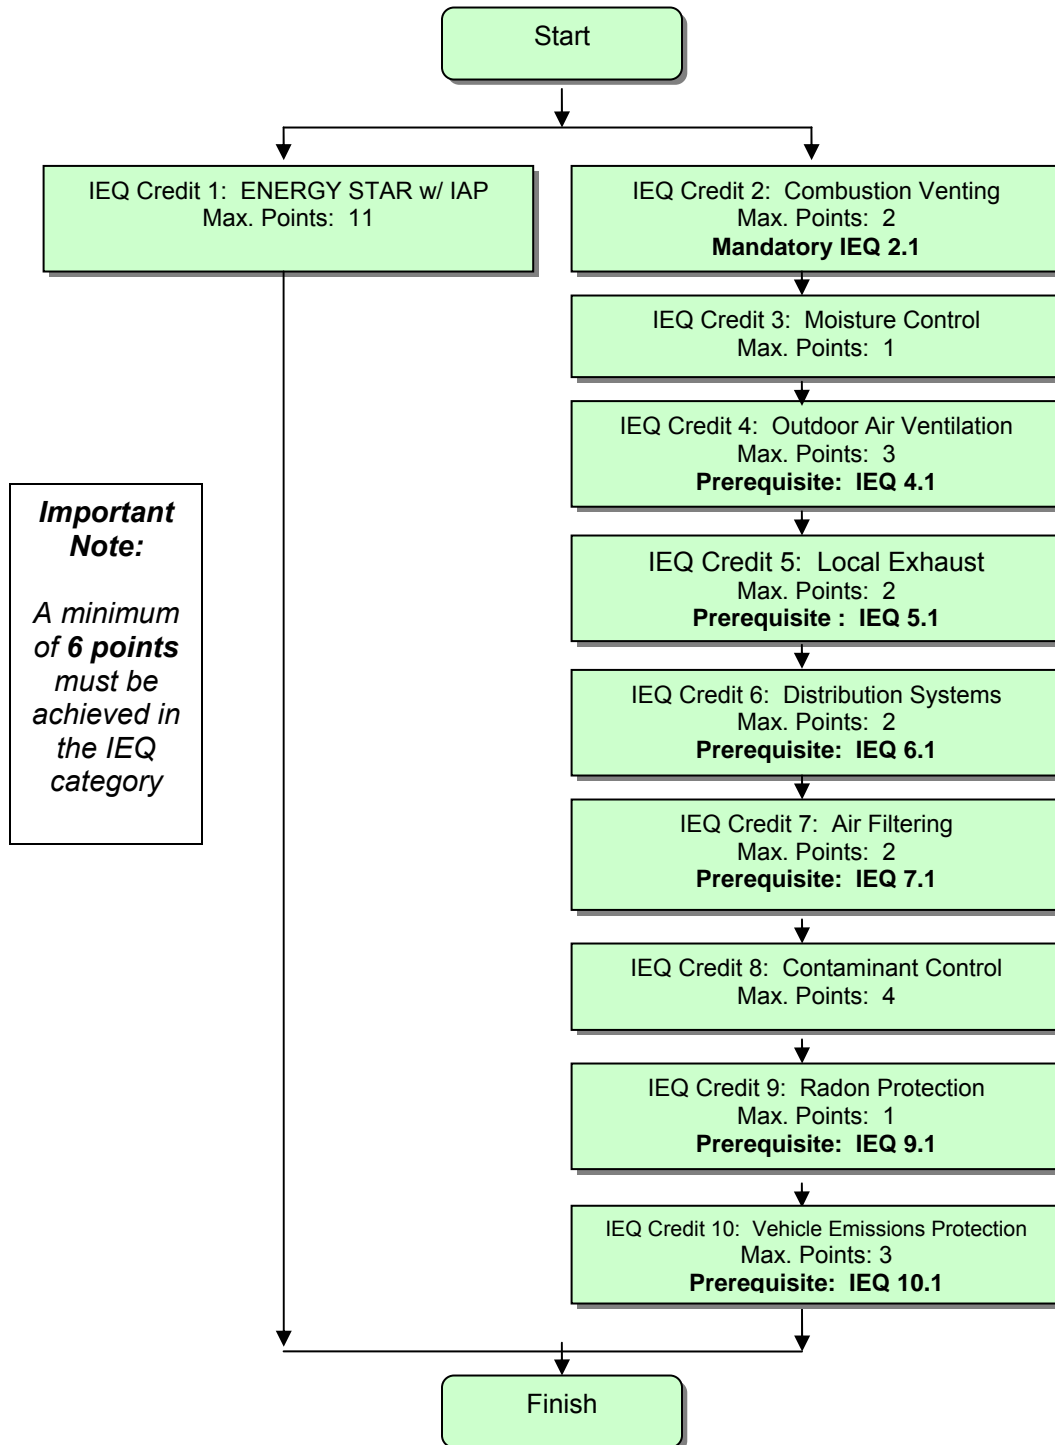 Start
IEQ Credit 1: ENERGY STAR w/ IAP
Max. Points: 11
IEQ Credit 2: Combustion Venting
Max. Points: 2
Mandatory IEQ 2.1
IEQ Credit 3: Moisture Control
Max. Points: 1
IEQ Credit 4: Outdoor Air Ventilation
Max. Points: 3
Prerequisite: IEQ 4.1
Important
Note:
A minimum
of 6 points
must be
achieved in
the IEQ
category
IEQ Credit 5: Local Exhaust
Max. Points: 2
Prerequisite : IEQ 5.1
IEQ Credit 6: Distribution Systems
Max. Points: 2
Prerequisite: IEQ 6.1
IEQ Credit 7: Air Filtering
Max. Points: 2
Prerequisite: IEQ 7.1
IEQ Credit 8: Contaminant Control
Max. Points: 4
IEQ Credit 9: Radon Protection
Max. Points: 1
Prerequisite: IEQ 9.1
IEQ Credit 10: Vehicle Emissions Protection
Max. Points: 3
Prerequisite: IEQ 10.1
Finish